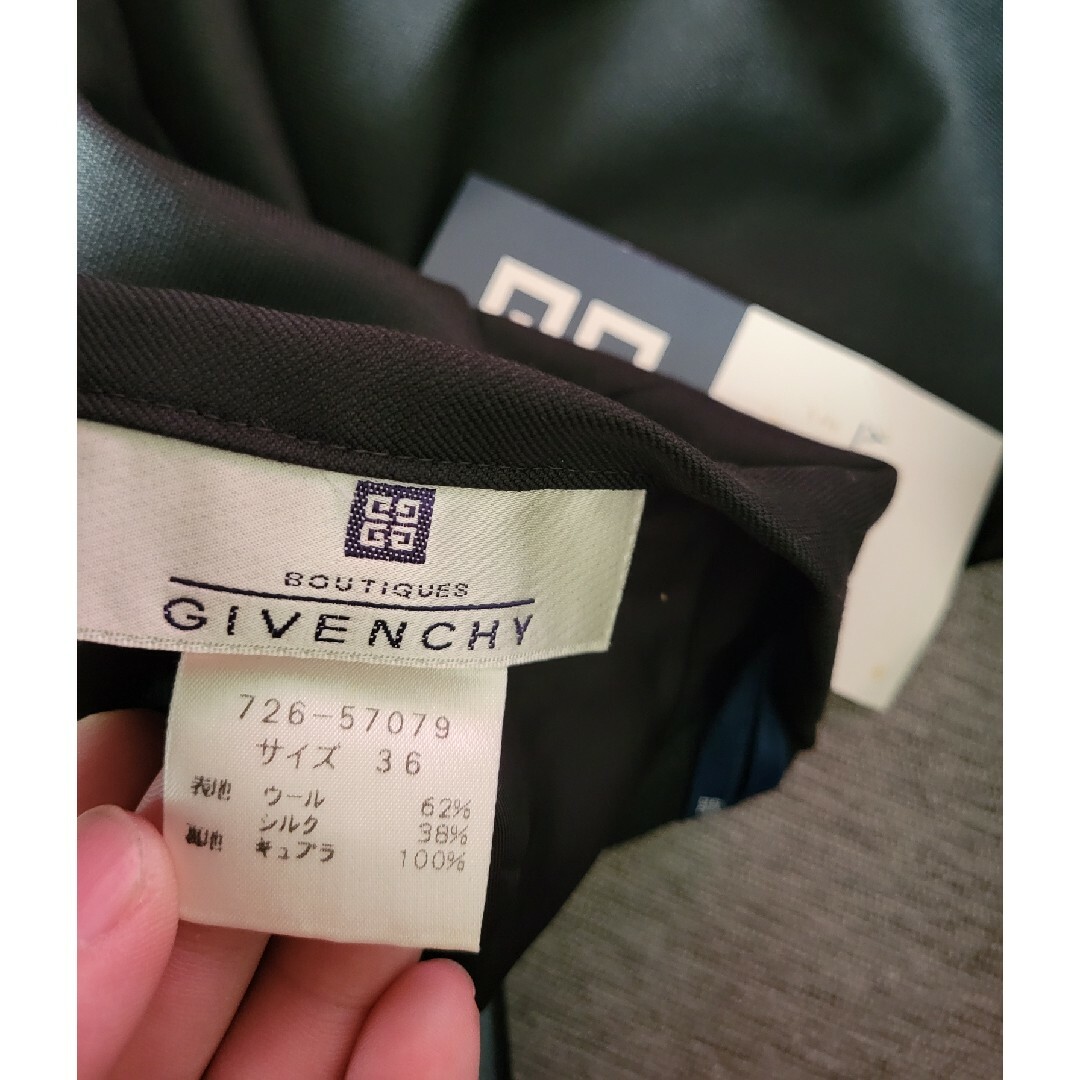 BOUTIQUES
GIVENCHY
726-57079
サイズ 36
表地 ウール 62%
シルク 38%
裏地 キュプラ 100%